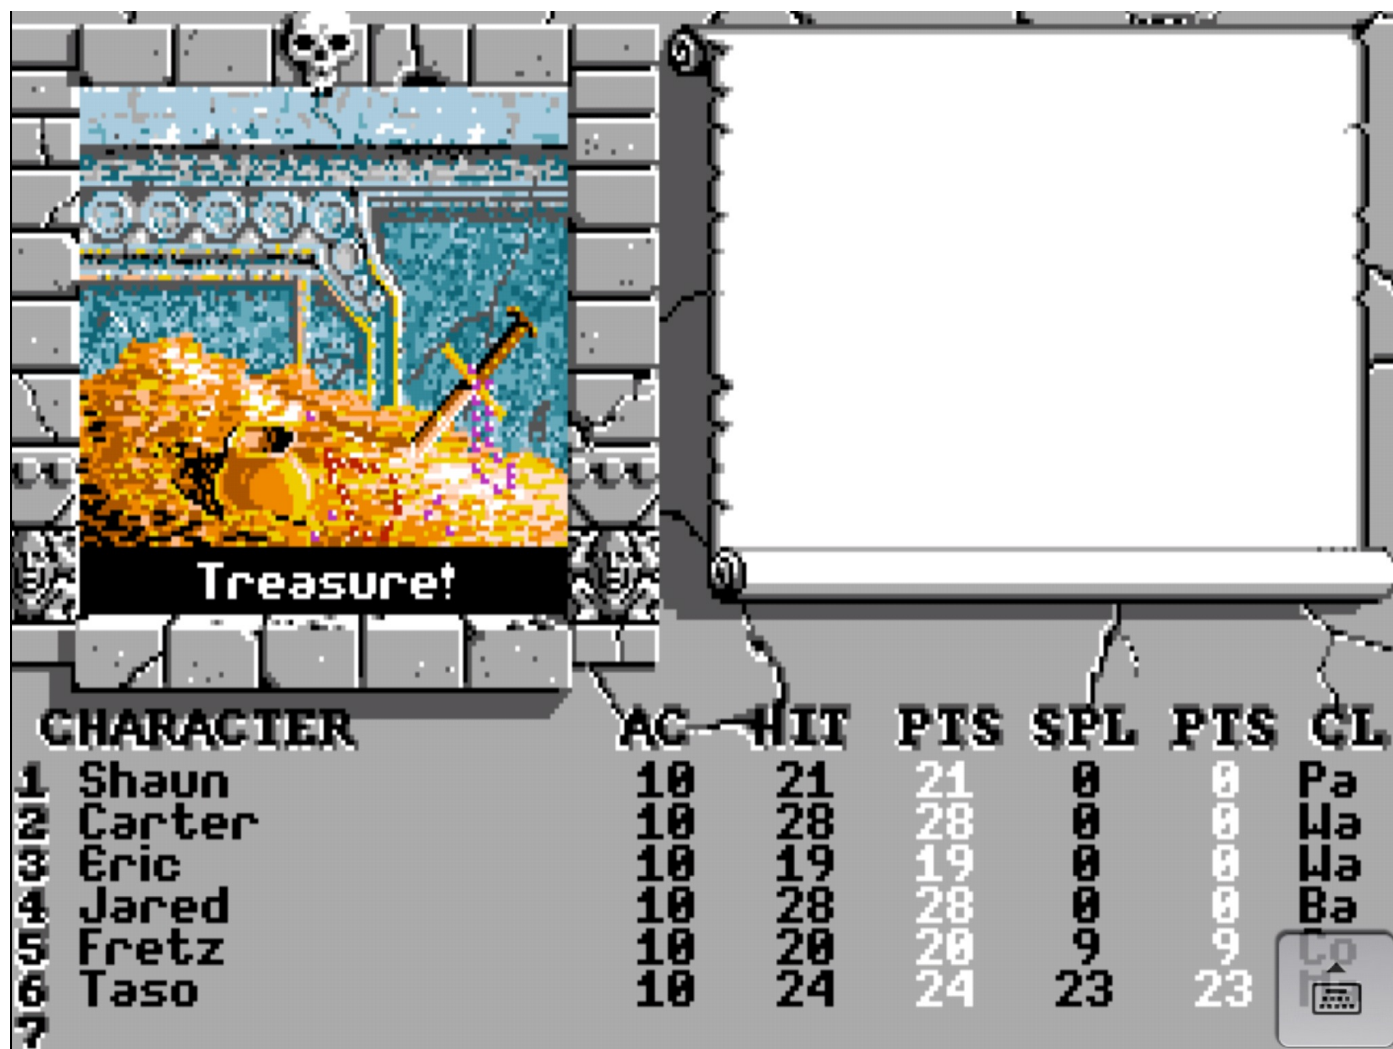 Treasure!
CHARACTER AC HIT PTS SPL PTS CL
1 Shaun 10 21 21 0 0 Pa
2 Carter 10 28 28 0 0 Wa
3 Eric 10 19 19 0 0 Wa
4 Jared 10 28 28 0 0 Ba
5 Fretz 10 20 20 9 9 Co
6 Taso 10 24 24 23 23
7